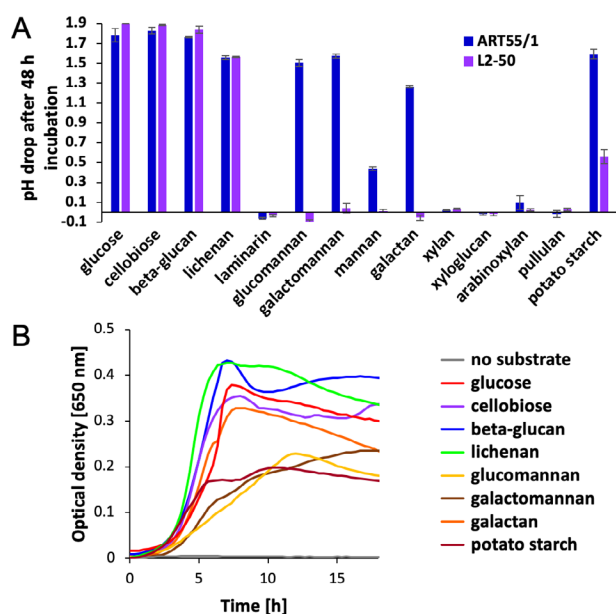 A
pH drop after 48 h
incubation
1.9
1.7
1.5
1.3
1.1
0.9
0.7
0.5
0.3
0.1
-0.1
ART55/1
L2-50
glucose
cellobiose
beta-glucan
lichenan
laminarin
glucomannan
galactomannan
mannan
galactan
xylan
xyloglucan
arabinoxylan
pullulan
potato starch
B
Optical density [650 nm]
0.5
0.4
0.3
0.2
0.1
0
0
5
10
15
Time [h]
no substrate
glucose
cellobiose
beta-glucan
lichenan
glucomannan
galactomannan
galactan
potato starch